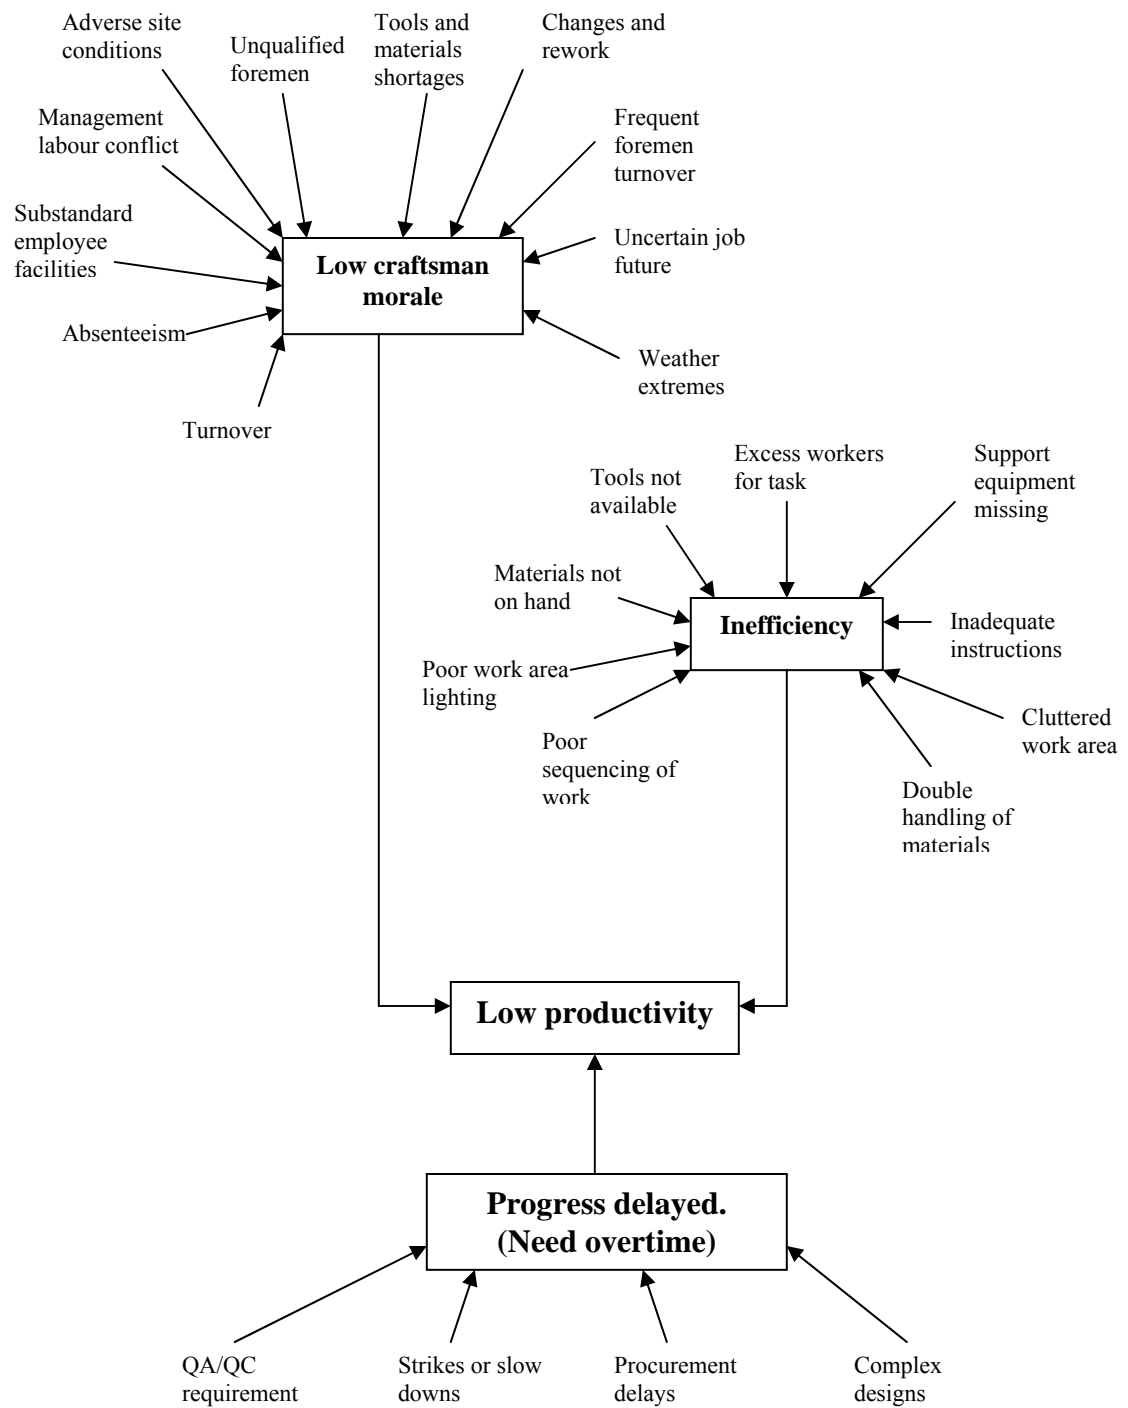 Adverse site
conditions
Unqualified
foremen
Tools and
materials
shortages
Changes and
rework
Management
labour conflict
Frequent
foremen
turnover
Substandard
employee
facilities
Uncertain job
future
Low craftsman
morale
Absenteeism
Weather
extremes
Turnover
Excess workers
for task
Support
equipment
missing
Tools not
available
Materials not
on hand
Inefficiency
Inadequate
instructions
Poor work area
lighting
Cluttered
work area
Poor
sequencing of
work
Double
handling of
materials
Low productivity
Progress delayed.
(Need overtime)
QA/QC
requirement
Strikes or slow
downs
Procurement
delays
Complex
designs